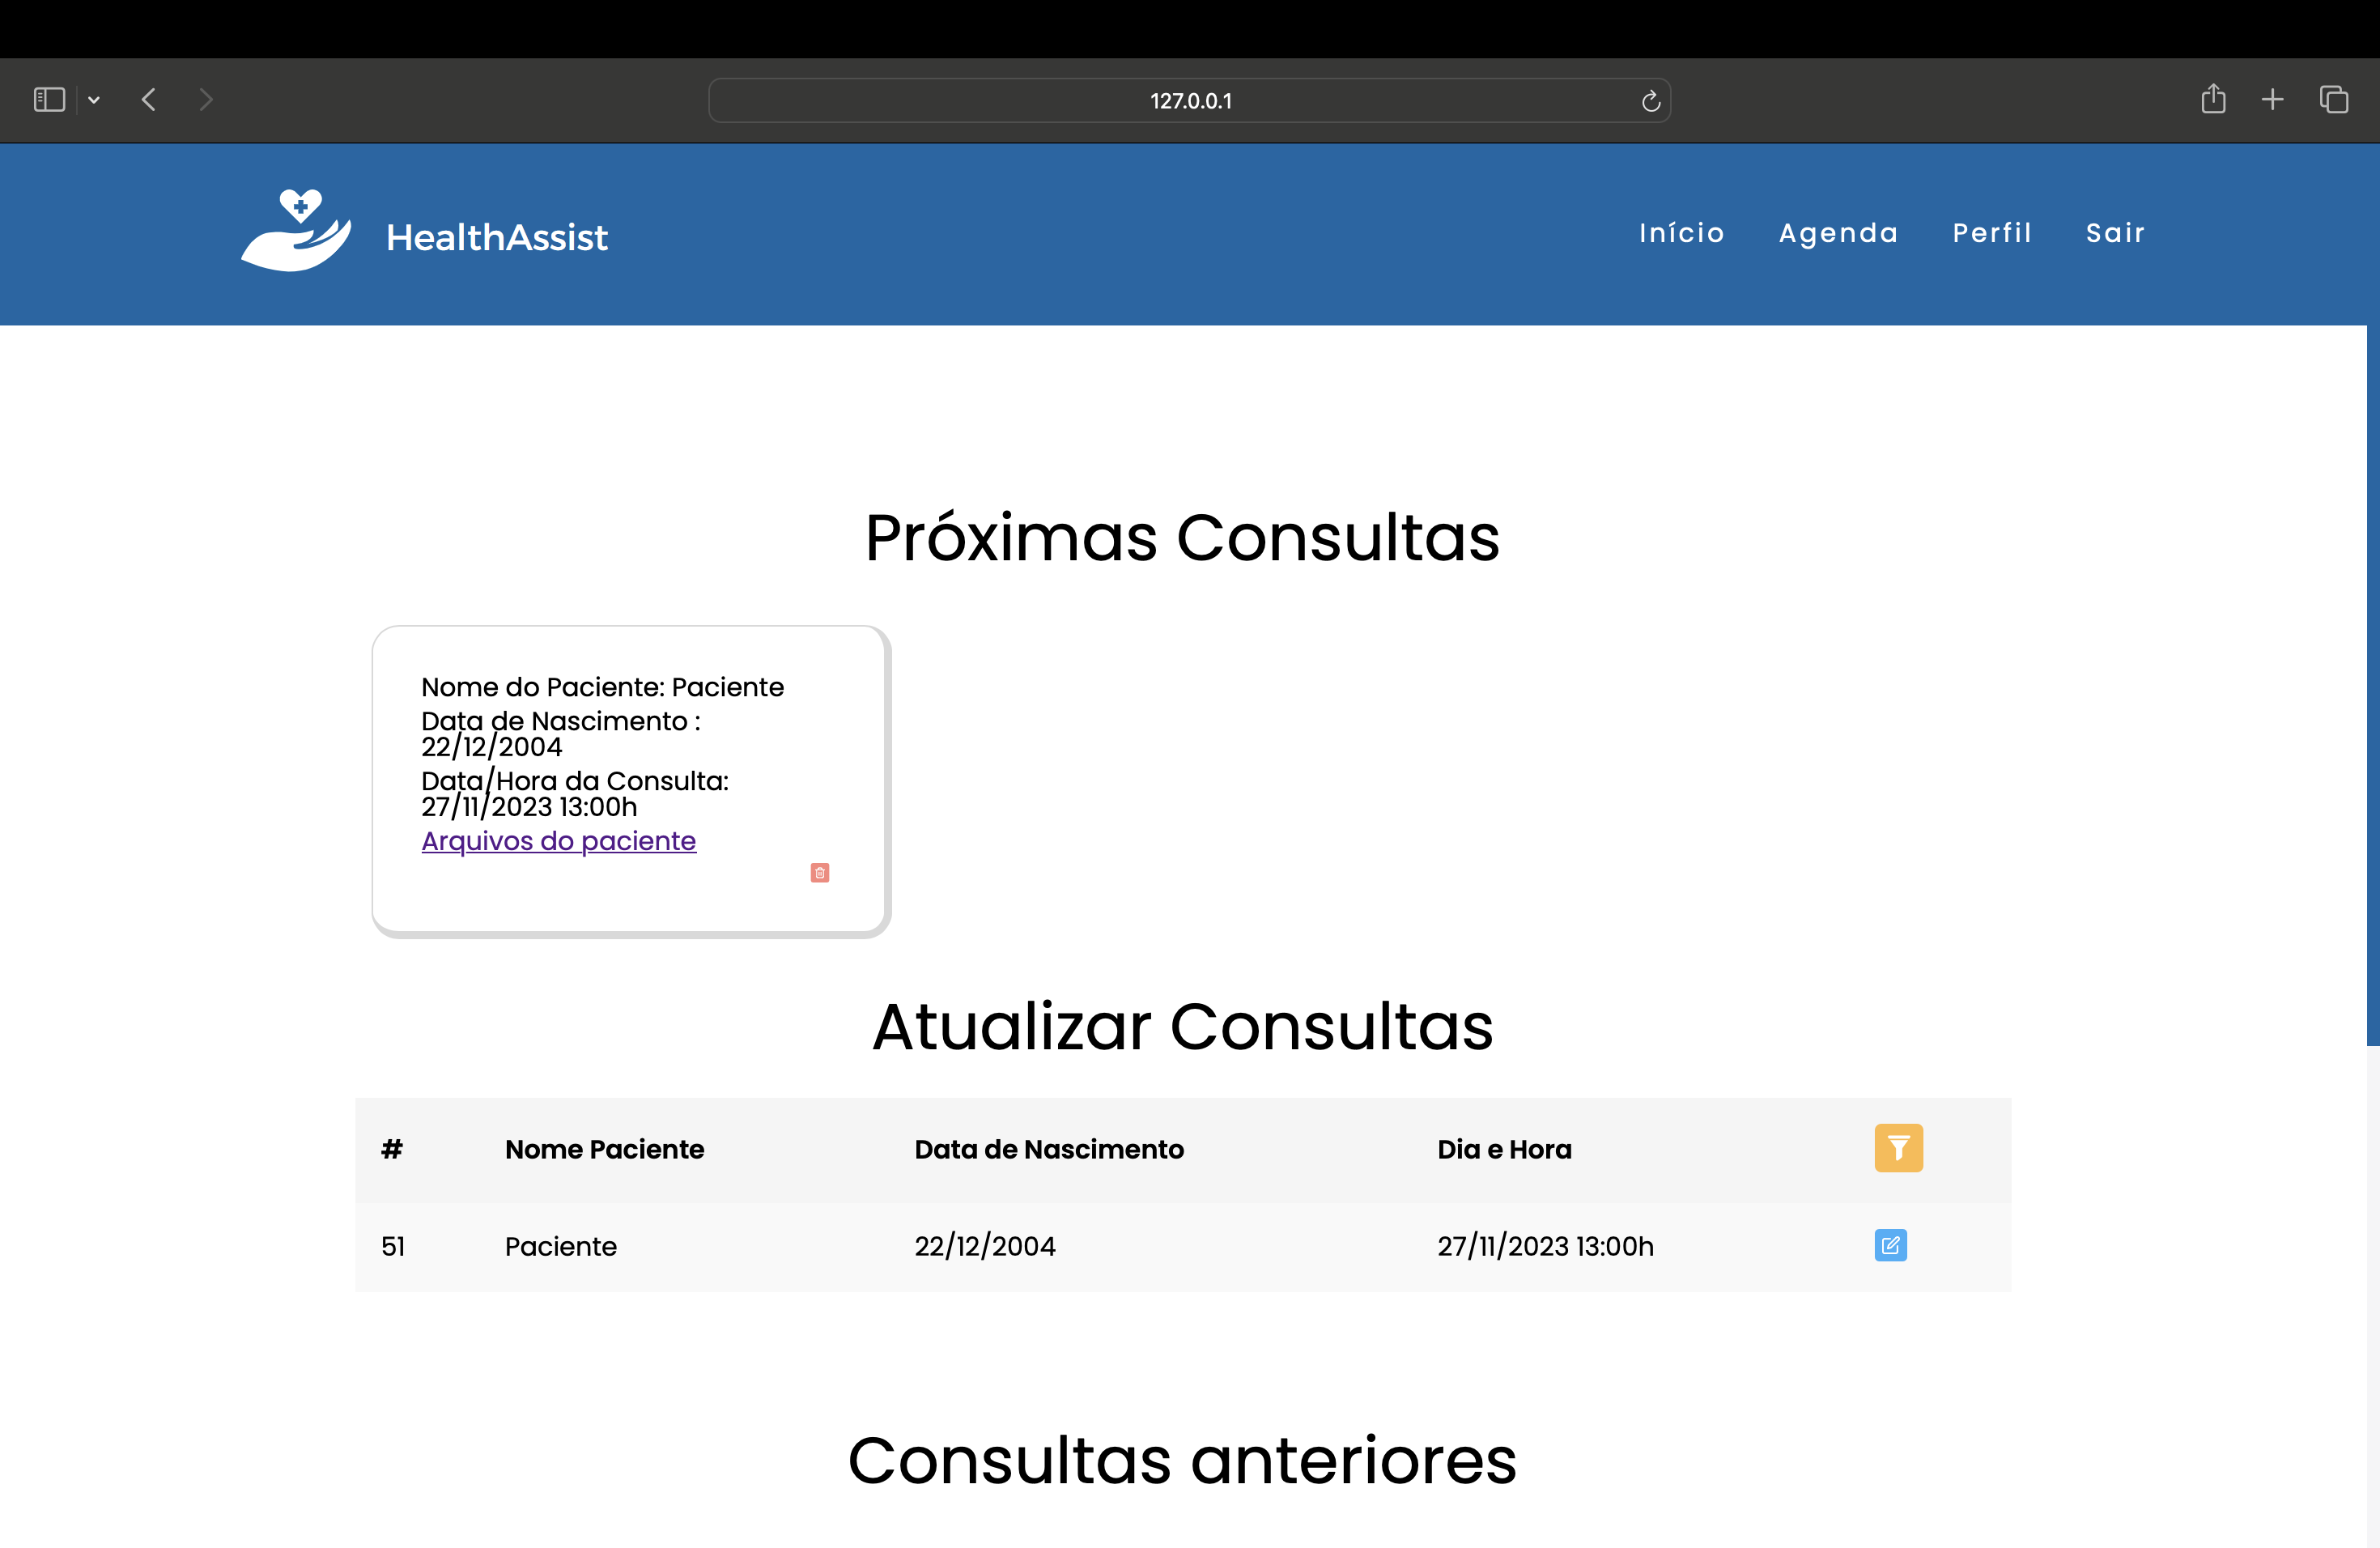 127.0.0.1
HealthAssist
Início Agenda Perfil Sair
Próximas Consultas
Nome do Paciente: Paciente
Data de Nascimento :
22/12/2004
Data/Hora da Consulta:
27/11/2023 13:00h
Arquivos do paciente
Atualizar Consultas
# Nome Paciente Data de Nascimento Dia e Hora
51 Paciente 22/12/2004 27/11/2023 13:00h
Consultas anteriores